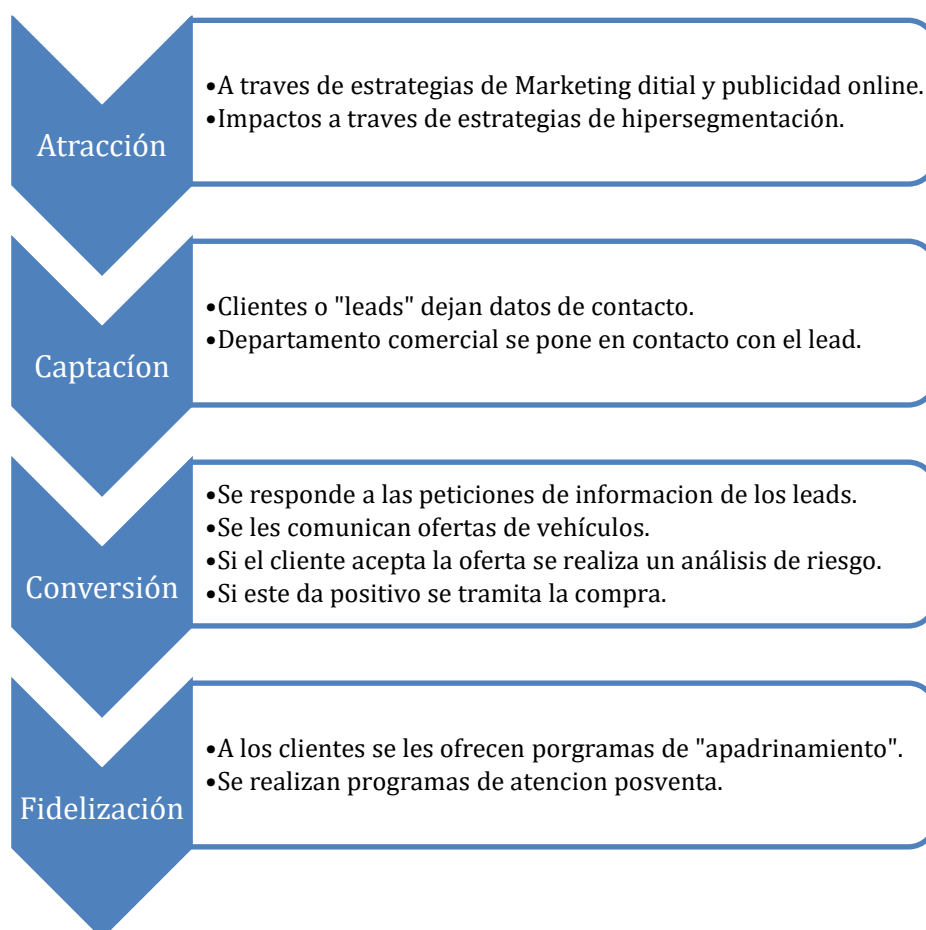 Atracción
•A traves de estrategias de Marketing ditial y publicidad online.
•Impactos a traves de estrategias de hipersegmentación.
Captacíon
•Clientes o "leads" dejan datos de contacto.
•Departamento comercial se pone en contacto con el lead.
Conversión
•Se responde a las peticiones de informacion de los leads.
•Se les comunican ofertas de vehículos.
•Si el cliente acepta la oferta se realiza un análisis de riesgo.
•Si este da positivo se tramita la compra.
Fidelización
•A los clientes se les ofrecen porgramas de "apadrinamiento".
•Se realizan programas de atencion posventa.